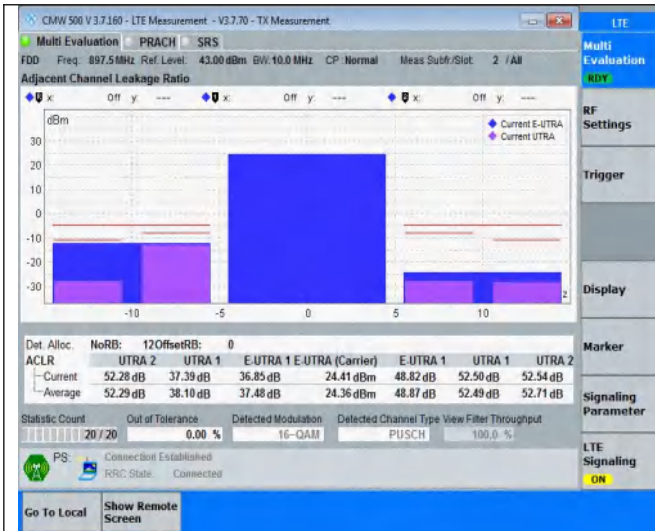 CMW 500 V 3.7.160 - LTE Measurement - V3.7.70 - TX Measurement
LTE
Multi Evaluation PRACH SRS
Multi Evaluation
RDY
FDD Freq: 897.5 MHz Ref. Level: 43.00 dBm BW: 10.0 MHz CP :Normal Meas Subfr./Slot: 2 /All
Adjacent Channel Leakage Ratio
x: Off y: --- x: Off y: --- x: Off y: ---
RF Settings
dBm
Current E-UTRA
Current UTRA
30
20
10
0
-10
-20
-30
-10 -5 0 5 10
Trigger
Display
Det. Alloc. NoRB: 12 OffsetRB: 0
Marker
ACLR UTRA 2 UTRA 1 E-UTRA 1 E-UTRA (Carrier) E-UTRA 1 UTRA 1 UTRA 2
Current 52.28 dB 37.39 dB 36.85 dB 24.41 dBm 48.82 dB 52.50 dB 52.54 dB
Average 52.29 dB 38.10 dB 37.48 dB 24.36 dBm 48.87 dB 52.49 dB 52.71 dB
Signaling Parameter
Statistic Count Out of Tolerance Detected Modulation Detected Channel Type View Filter Throughput
20 / 20 0.00 % 16-QAM PUSCH 100.0 %
PS: Connection Established
RRC State: Connected
LTE Signaling
ON
Go To Local
Show Remote Screen